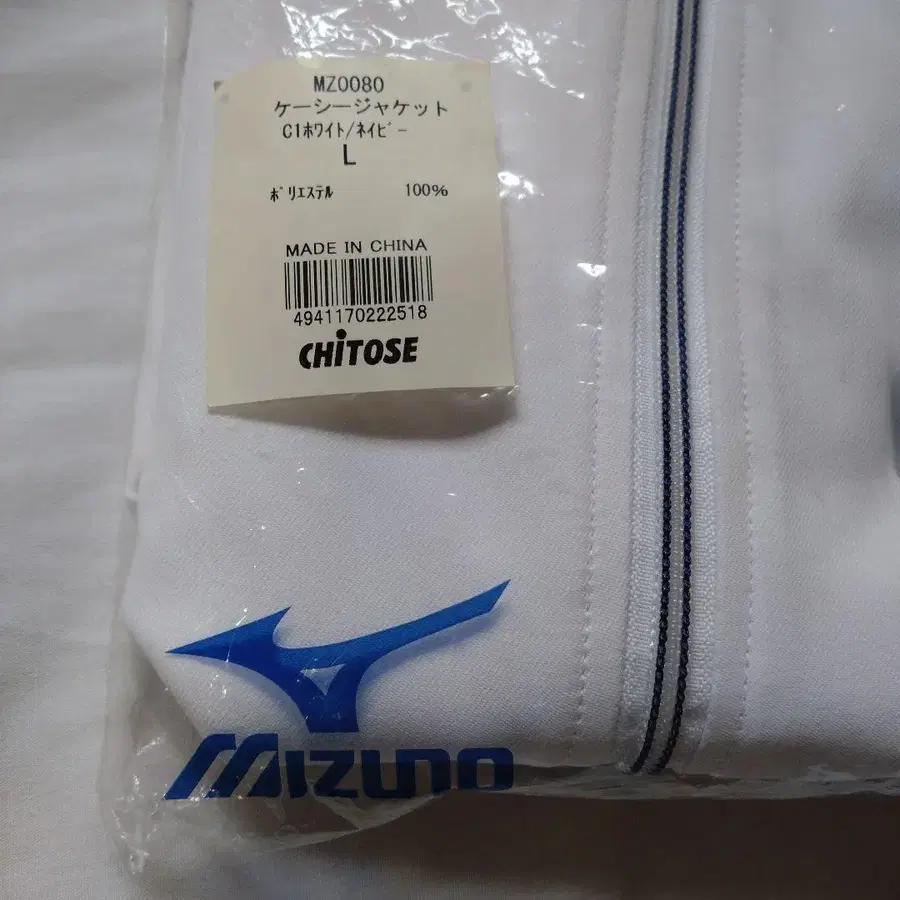 MZ0080
ケーシージャケット
C1ﾎﾜｲﾄ/ﾈｲﾋﾞｰ
L
ﾎﾟﾘｴｽﾃﾙ 100%
MADE IN CHINA
4941170222518
CHiTOSE
MIZUNO